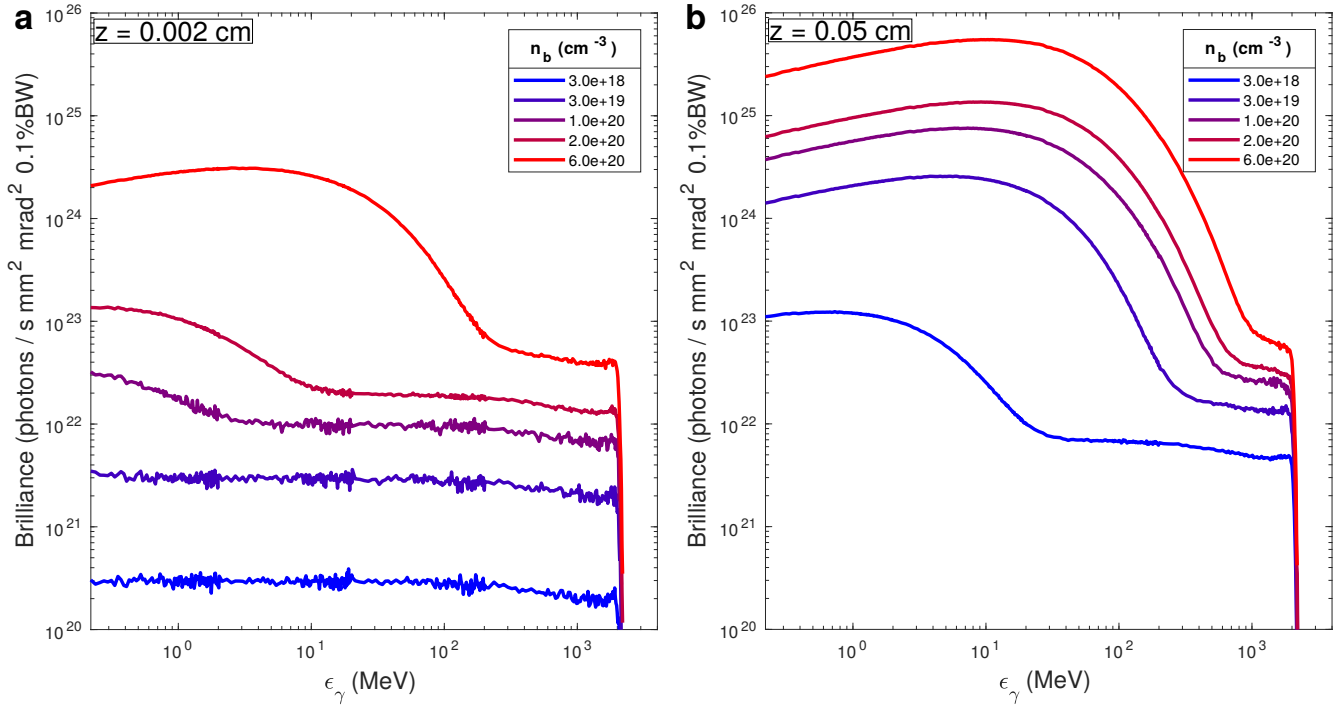 a
z = 0.002 cm
n_b (cm^-3)
3.0e+18
3.0e+19
1.0e+20
2.0e+20
6.0e+20
10^26
10^25
10^24
10^23
10^22
10^21
10^20
Brilliance (photons / s mm^2 mrad^2 0.1%BW)
10^0
10^1
10^2
10^3
ϵ_γ (MeV)
b
z = 0.05 cm
n_b (cm^-3)
3.0e+18
3.0e+19
1.0e+20
2.0e+20
6.0e+20
10^26
10^25
10^24
10^23
10^22
10^21
10^20
Brilliance (photons / s mm^2 mrad^2 0.1%BW)
10^0
10^1
10^2
10^3
ϵ_γ (MeV)